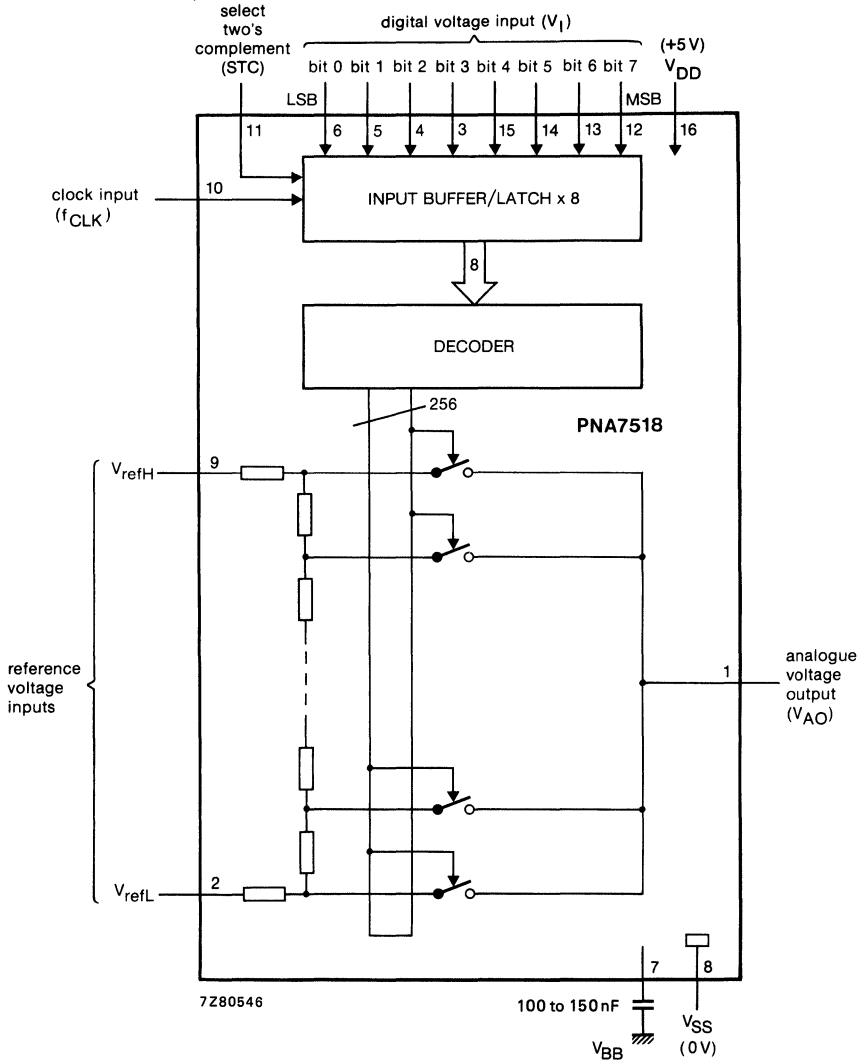 select
two's
complement
(STC)
digital voltage input (VI)
bit 0 bit 1 bit 2 bit 3 bit 4 bit 5 bit 6 bit 7
(+5 V)
VDD
LSB
MSB
11 6 5 4 3 15 14 13 12 16
clock input
(fCLK)
10
INPUT BUFFER/LATCH x 8
8
DECODER
256
PNA7518
VrefH
9
reference
voltage
inputs
1
analogue
voltage
output
(VAO)
VrefL
2
7
8
7Z80546
100 to 150 nF
VBB
VSS
(0 V)